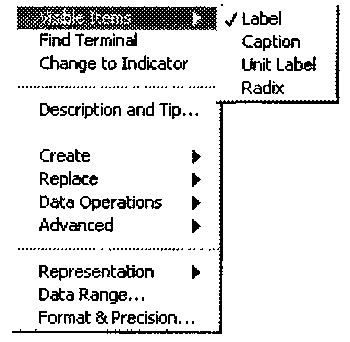 Visible Items
Find Terminal
Change to Indicator
Description and Tip...
Create
Replace
Data Operations
Advanced
Representation
Data Range...
Format & Precision...
Label
Caption
Unit Label
Radix